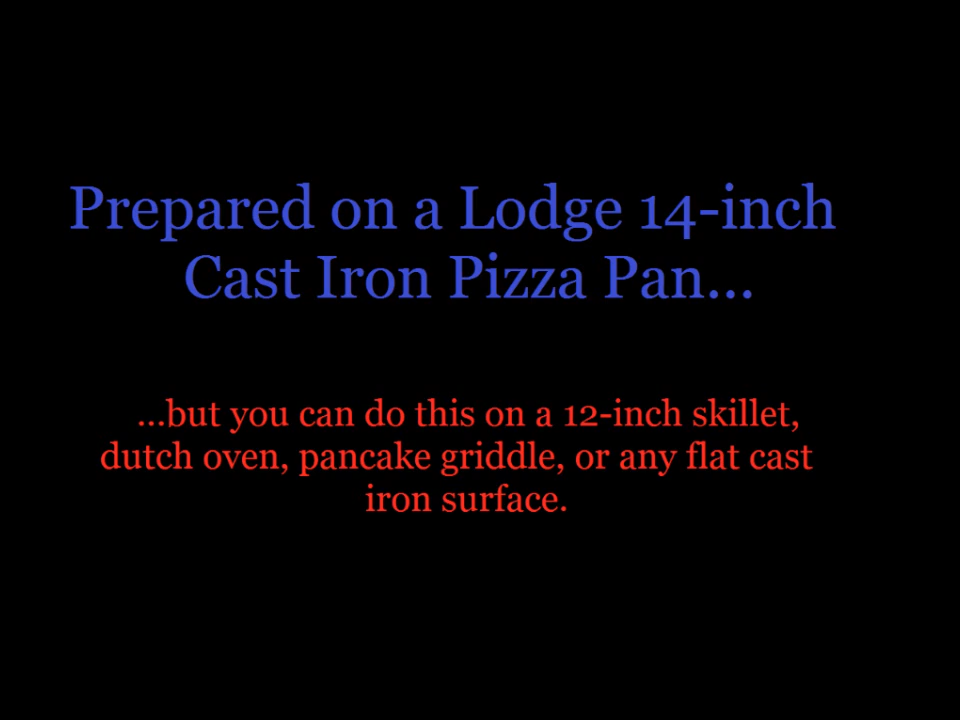 Prepared on a Lodge 14-inch
Cast Iron Pizza Pan...
...but you can do this on a 12-inch skillet,
dutch oven, pancake griddle, or any flat cast
iron surface.